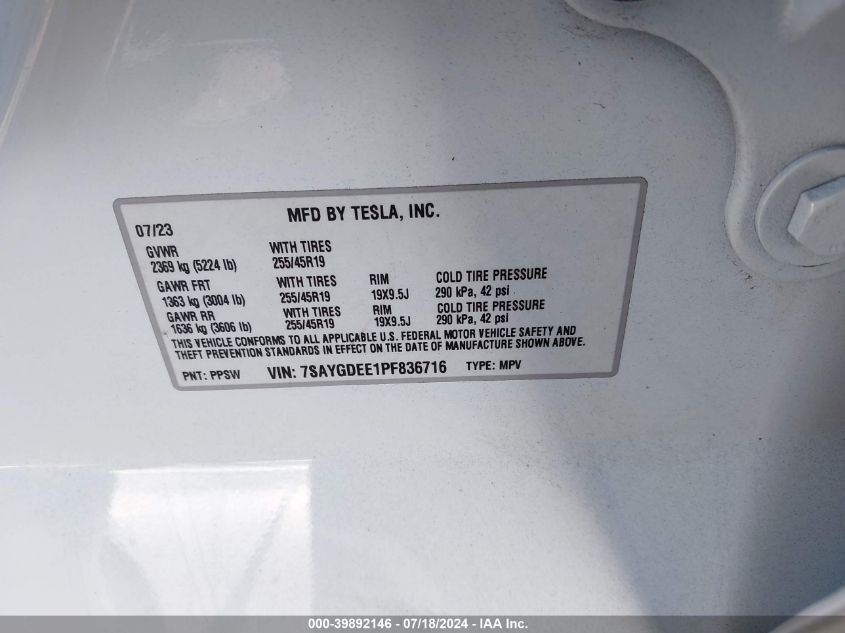 MFD BY TESLA, INC.
07/23
GVWR WITH TIRES
2369 kg (5224 lb) 255/45R19
GAWR FRT WITH TIRES RIM COLD TIRE PRESSURE
1363 kg (3004 lb) 255/45R19 19X9.5J 290 kPa, 42 psi
GAWR RR WITH TIRES RIM COLD TIRE PRESSURE
1636 kg (3606 lb) 255/45R19 19X9.5J 290 kPa, 42 psi
THIS VEHICLE CONFORMS TO ALL APPLICABLE U.S. FEDERAL MOTOR VEHICLE SAFETY AND
THEFT PREVENTION STANDARDS IN EFFECT ON THE DATE OF MANUFACTURE SHOWN ABOVE.
PNT: PPSW VIN: 7SAYGDEE1PF836716 TYPE: MPV
000-39892146 - 07/18/2024 - IAA Inc.